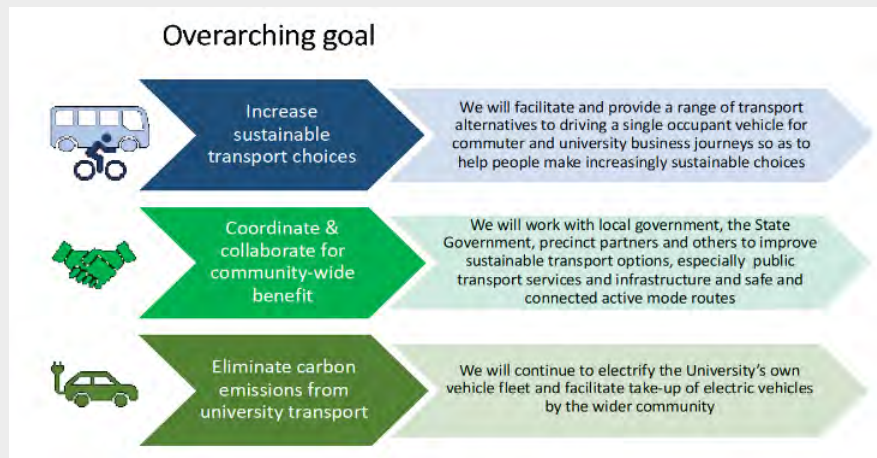 Overarching goal
Increase
sustainable
transport choices
We will facilitate and provide a range of transport
alternatives to driving a single occupant vehicle for
commuter and university business journeys so as to
help people make increasingly sustainable choices
Coordinate &
collaborate for
community-wide
benefit
We will work with local government, the State
Government, precinct partners and others to improve
sustainable transport options, especially public
transport services and infrastructure and safe and
connected active mode routes
Eliminate carbon
emissions from
university transport
We will continue to electrify the University's own
vehicle fleet and facilitate take-up of electric vehicles
by the wider community